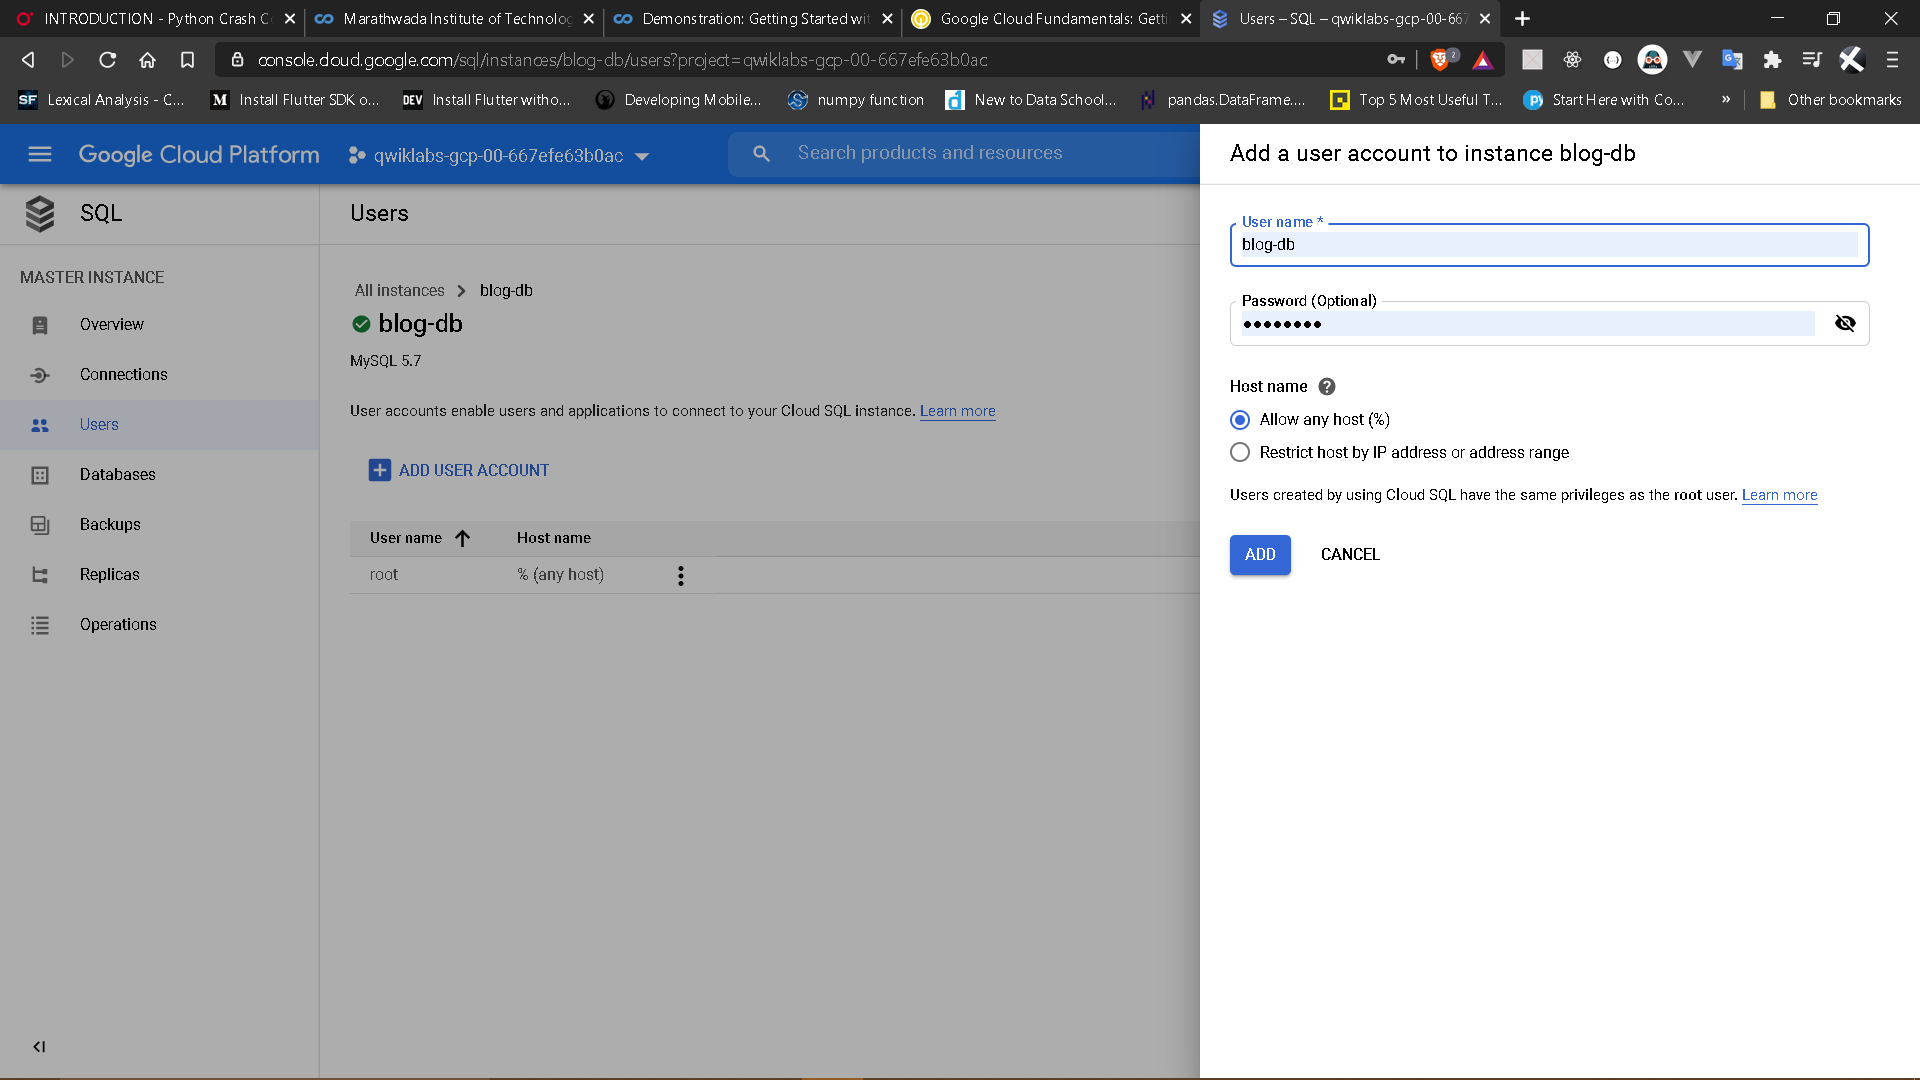 INTRODUCTION - Python Crash C
Marathwada Institute of Technolog
Demonstration: Getting Started wit
Google Cloud Fundamentals: Getti
Users – SQL – qwiklabs-gcp-00-667
console.cloud.google.com/sql/instances/blog-db/users?project=qwiklabs-gcp-00-667efe63b0ac
2
SF Lexical Analysis - C...
M Install Flutter SDK o...
DEV Install Flutter witho...
Developing Mobile...
numpy function
New to Data School...
pandas.DataFrame....
Top 5 Most Useful T...
Start Here with Co...
»
Other bookmarks
Google Cloud Platform
qwiklabs-gcp-00-667efe63b0ac
Search products and resources
SQL
MASTER INSTANCE
Overview
Connections
Users
Databases
Backups
Replicas
Operations
Users
All instances
blog-db
blog-db
MySQL 5.7
User accounts enable users and applications to connect to your Cloud SQL instance. Learn more
ADD USER ACCOUNT
User name
Host name
root
% (any host)
Add a user account to instance blog-db
User name *
blog-db
Password (Optional)
••••••••
Host name
Allow any host (%)
Restrict host by IP address or address range
Users created by using Cloud SQL have the same privileges as the root user. Learn more
ADD
CANCEL